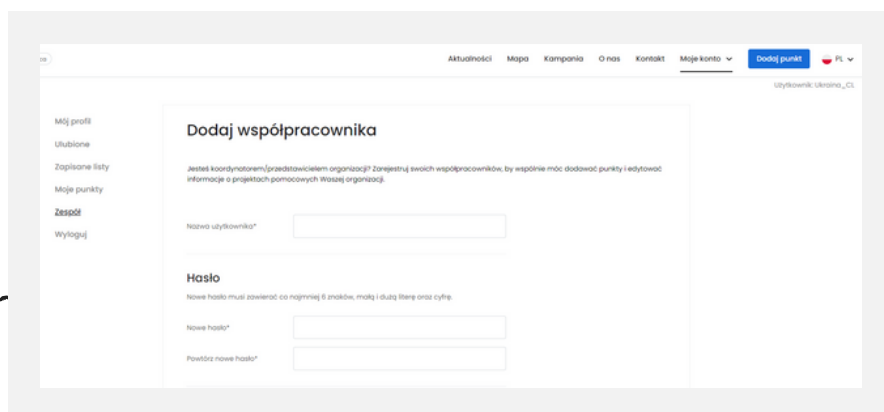 Aktualności Mapa Kampania O nas Kontakt Moje konto Dodaj punkt PL
Użytkownik: Ukraina_CL
Mój profil
Ulubione
Zapisane listy
Moje punkty
Zespół
Wyloguj
Dodaj współpracownika
Jesteś koordynatorem/przedstawicielem organizacji? Zarejestruj swoich współpracowników, by wspólnie móc dodawać punkty i edytować
informacje o projektach pomocowych Waszej organizacji.
Nazwa użytkownika*
Hasło
Nowe hasło musi zawierać co najmniej 6 znaków, małą i dużą literę oraz cyfrę.
Nowe hasło*
Powtórz nowe hasło*